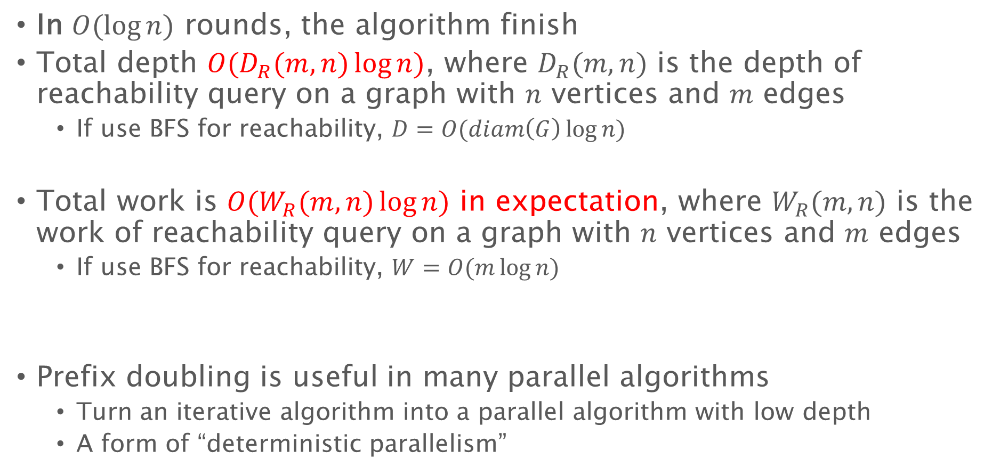 • In O(log n) rounds, the algorithm finish
• Total depth O(D_R(m, n) log n), where D_R(m, n) is the depth of
reachability query on a graph with n vertices and m edges
• If use BFS for reachability, D = O(diam(G) log n)
• Total work is O(W_R(m, n) log n) in expectation, where W_R(m, n) is the
work of reachability query on a graph with n vertices and m edges
• If use BFS for reachability, W = O(m log n)
• Prefix doubling is useful in many parallel algorithms
• Turn an iterative algorithm into a parallel algorithm with low depth
• A form of “deterministic parallelism”